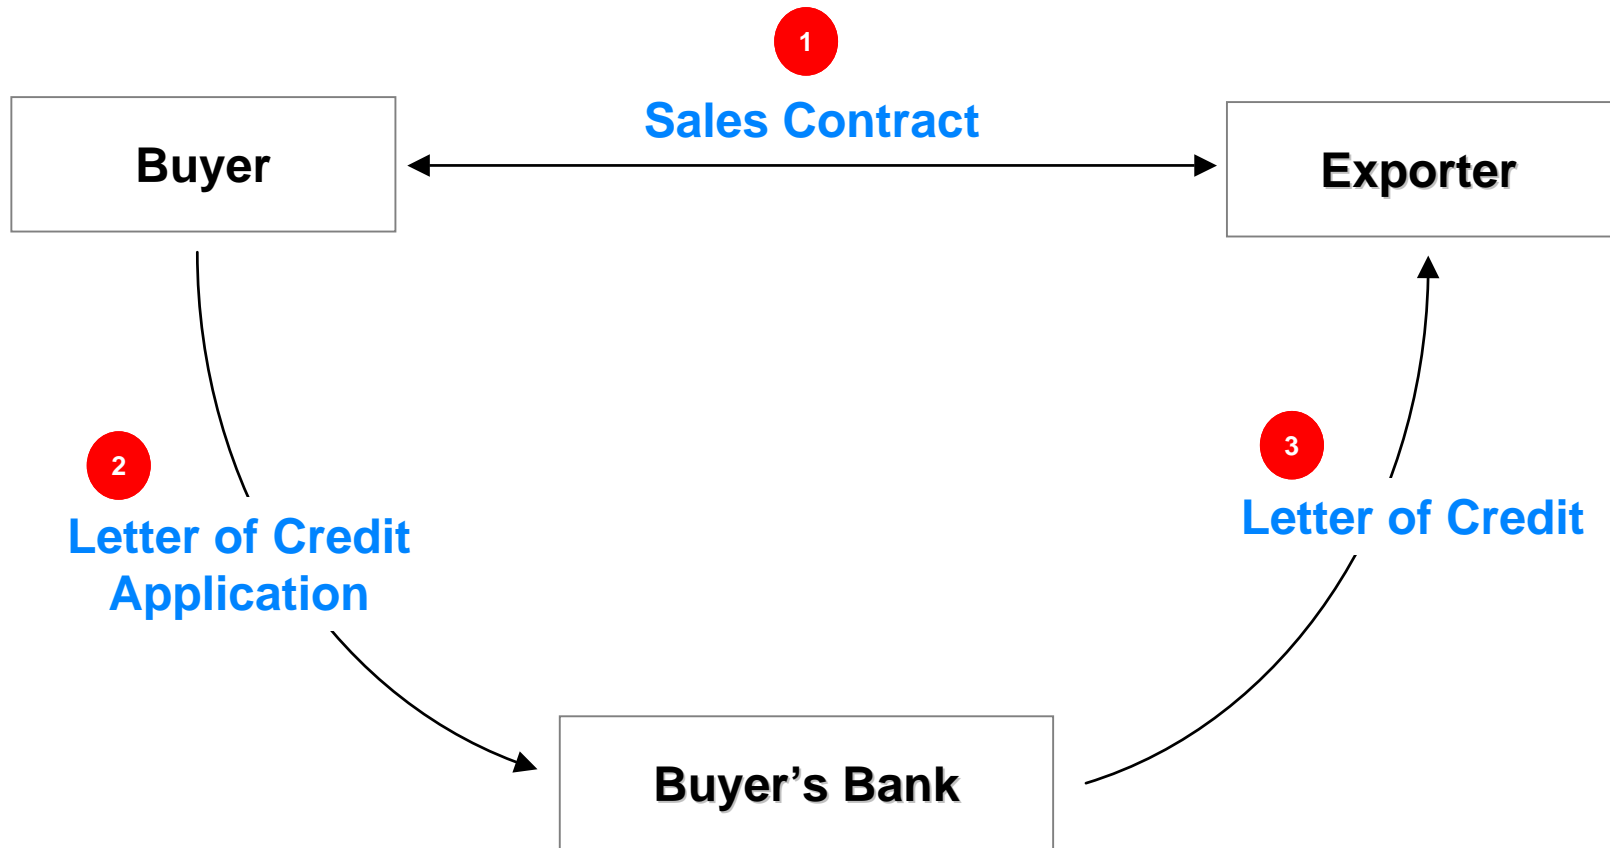 1
Sales Contract
Buyer
Exporter
2
Letter of Credit
Application
3
Letter of Credit
Buyer’s Bank